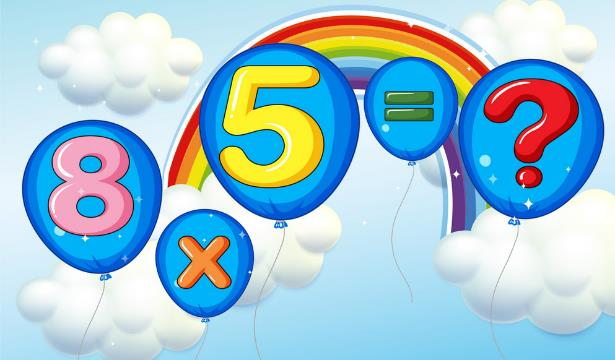 8 x 5 = ?